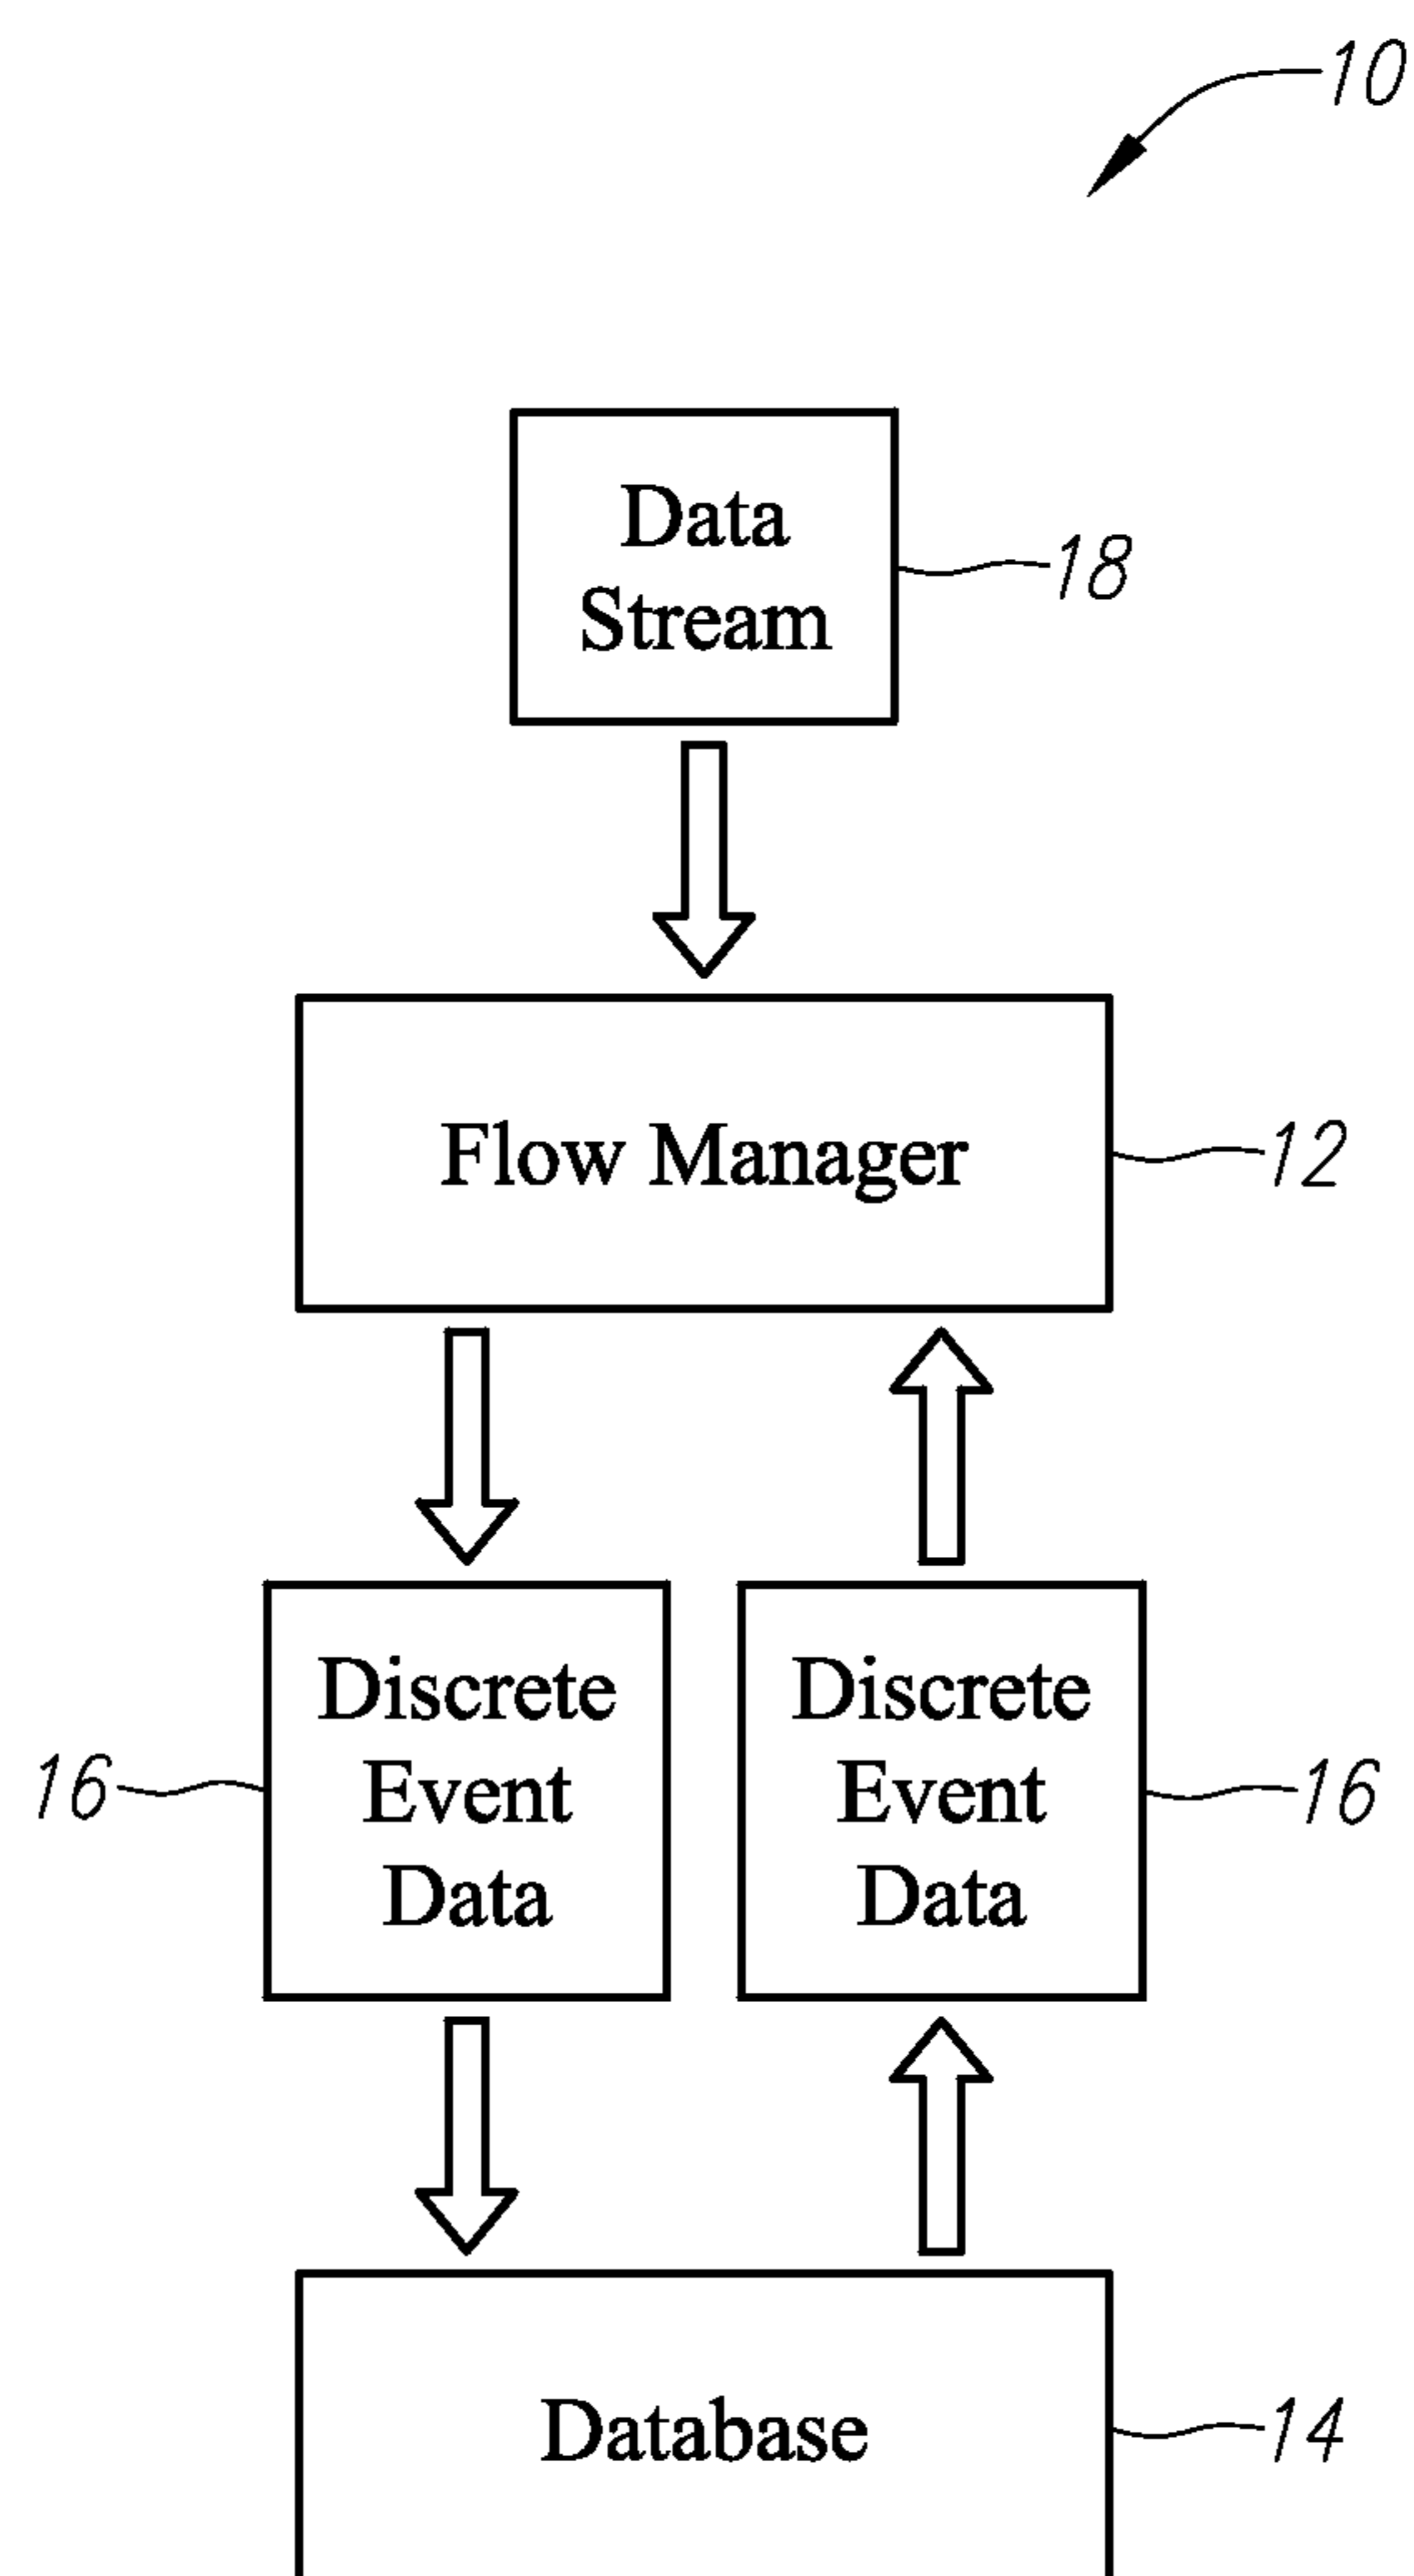 10
Data
Stream
18
Flow Manager
12
Discrete
Event
Data
16
Discrete
Event
Data
16
Database
14